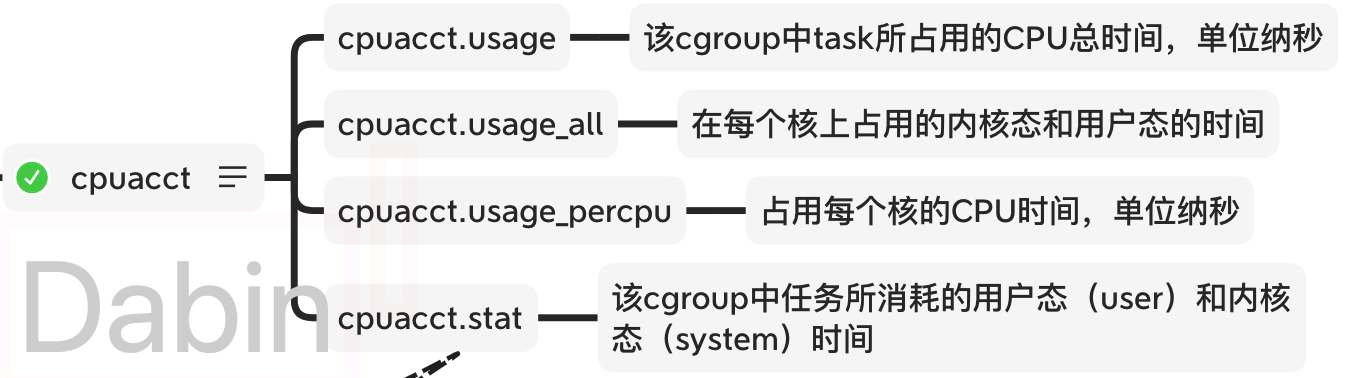 cpuacct.usage
该cgroup中task所占用的CPU总时间，单位纳秒
cpuacct.usage_all
在每个核上占用的内核态和用户态的时间
cpuacct
cpuacct.usage_percpu
占用每个核的CPU时间，单位纳秒
Dabin
cpuacct.stat
该cgroup中任务所消耗的用户态（user）和内核
态（system）时间